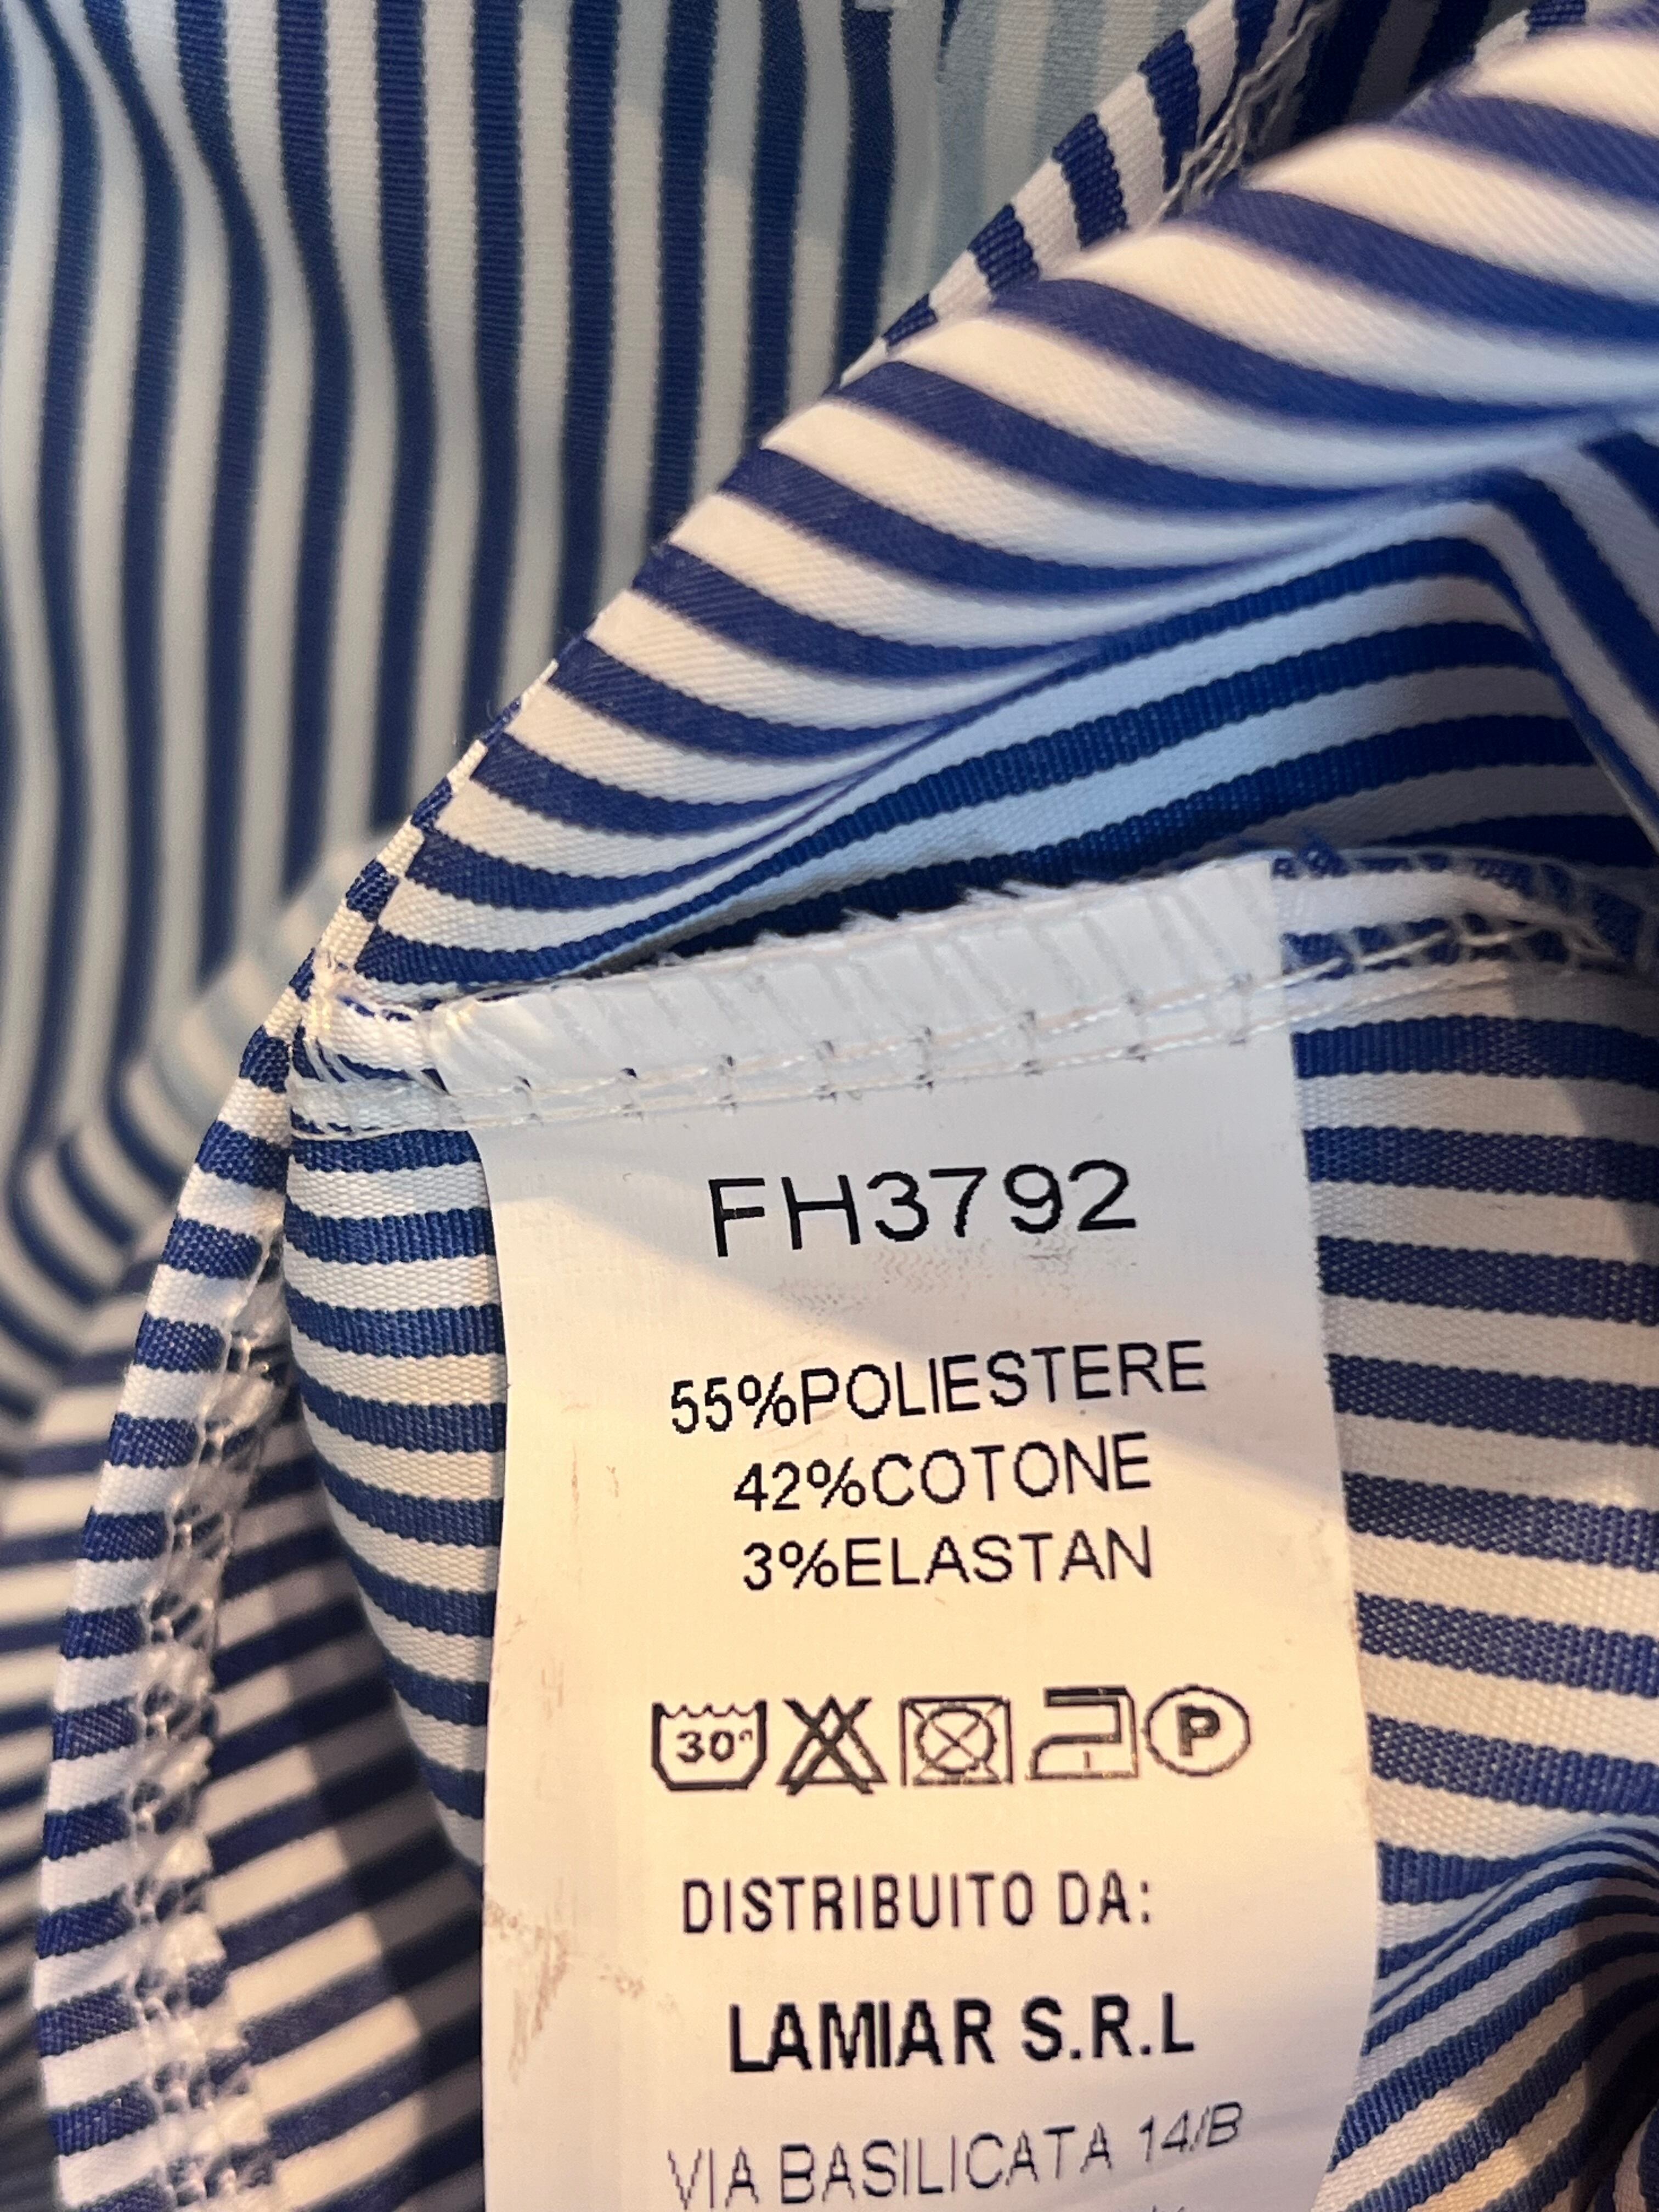 FH3792
55%POLIESTERE
42%COTONE
3%ELASTAN
30° P
DISTRIBUITO DA:
LAMIAR S.R.L
VIA BASILICATA 14/B